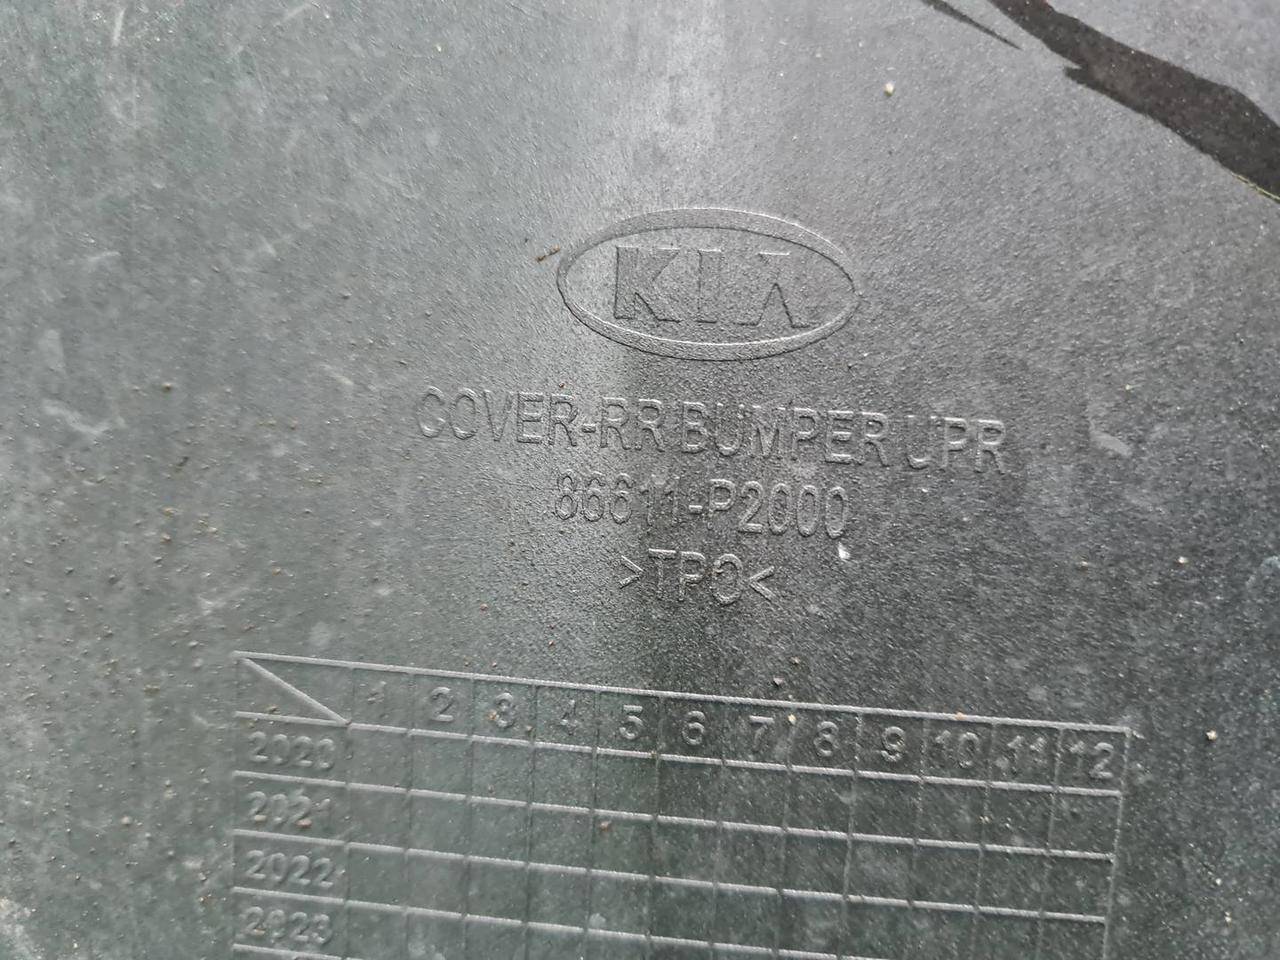 KIA
COVER-RR BUMPER UPR
86611-P2000
>TPO<
1 2 3 4 5 6 7 8 9 10 11 12
2020
2021
2022
2023